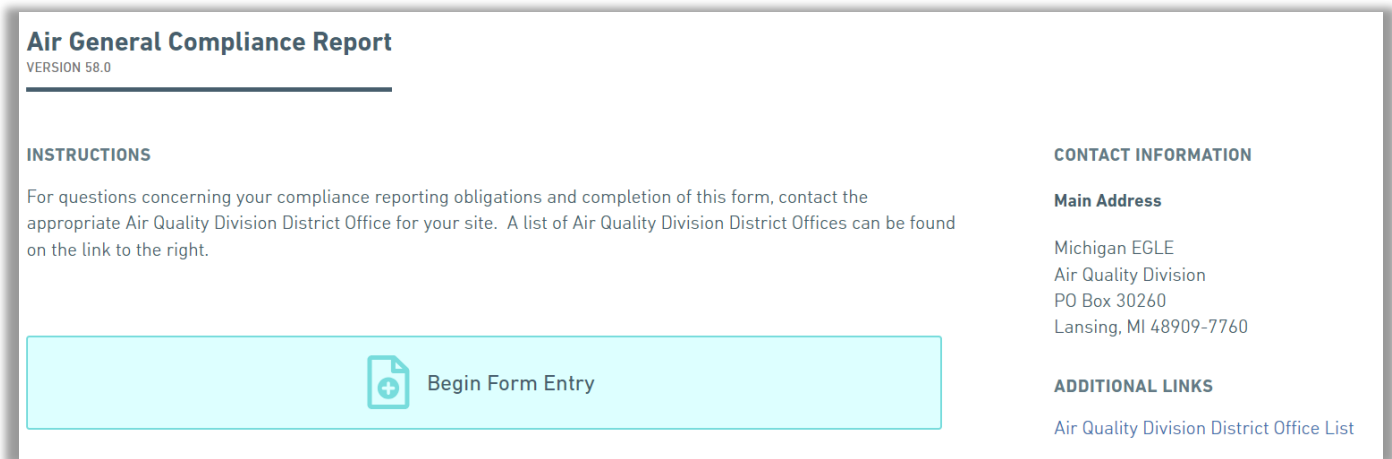 Air General Compliance Report
VERSION 58.0
INSTRUCTIONS
For questions concerning your compliance reporting obligations and completion of this form, contact the
appropriate Air Quality Division District Office for your site.  A list of Air Quality Division District Offices can be found
on the link to the right.
Begin Form Entry
CONTACT INFORMATION
Main Address
Michigan EGLE
Air Quality Division
PO Box 30260
Lansing, MI 48909-7760
ADDITIONAL LINKS
Air Quality Division District Office List